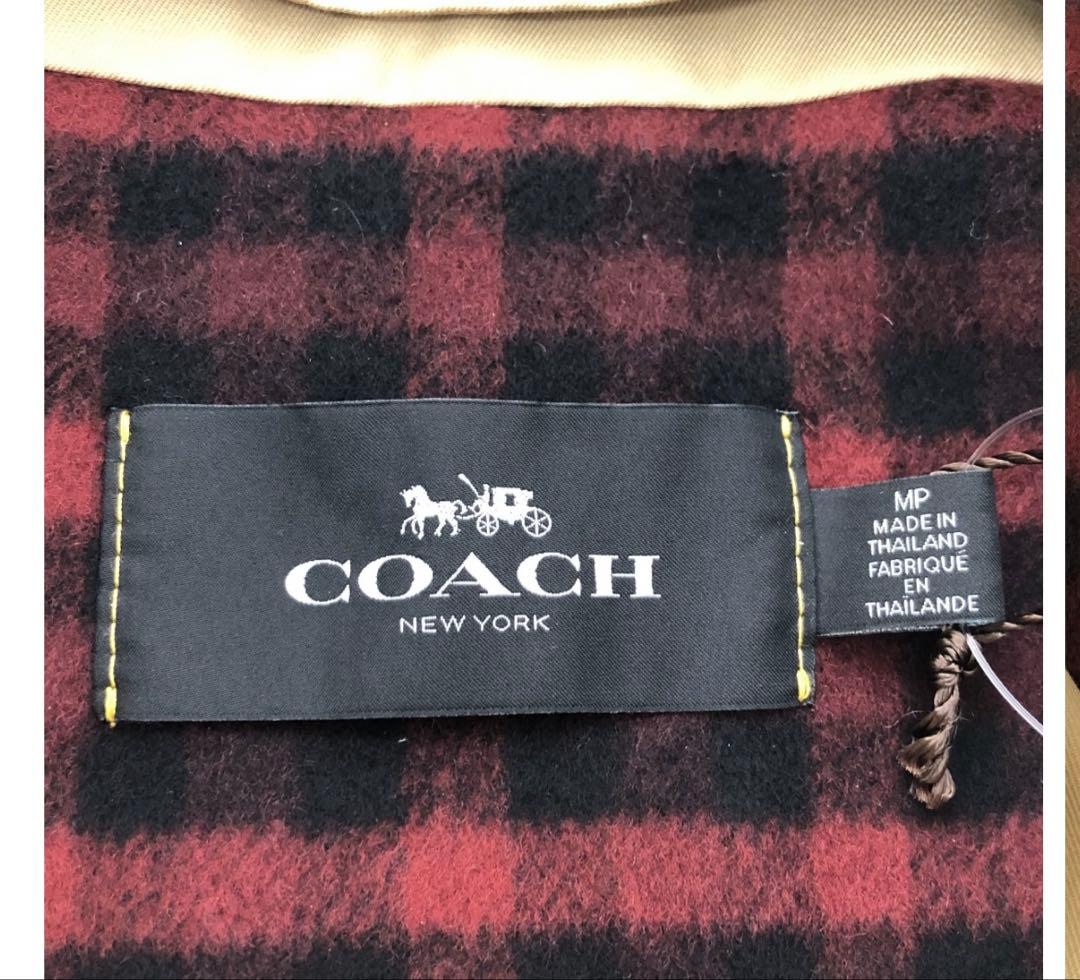 COACH
NEW YORK
MP
MADE IN
THAILAND
FABRIQUÉ
EN
THAÏLANDE